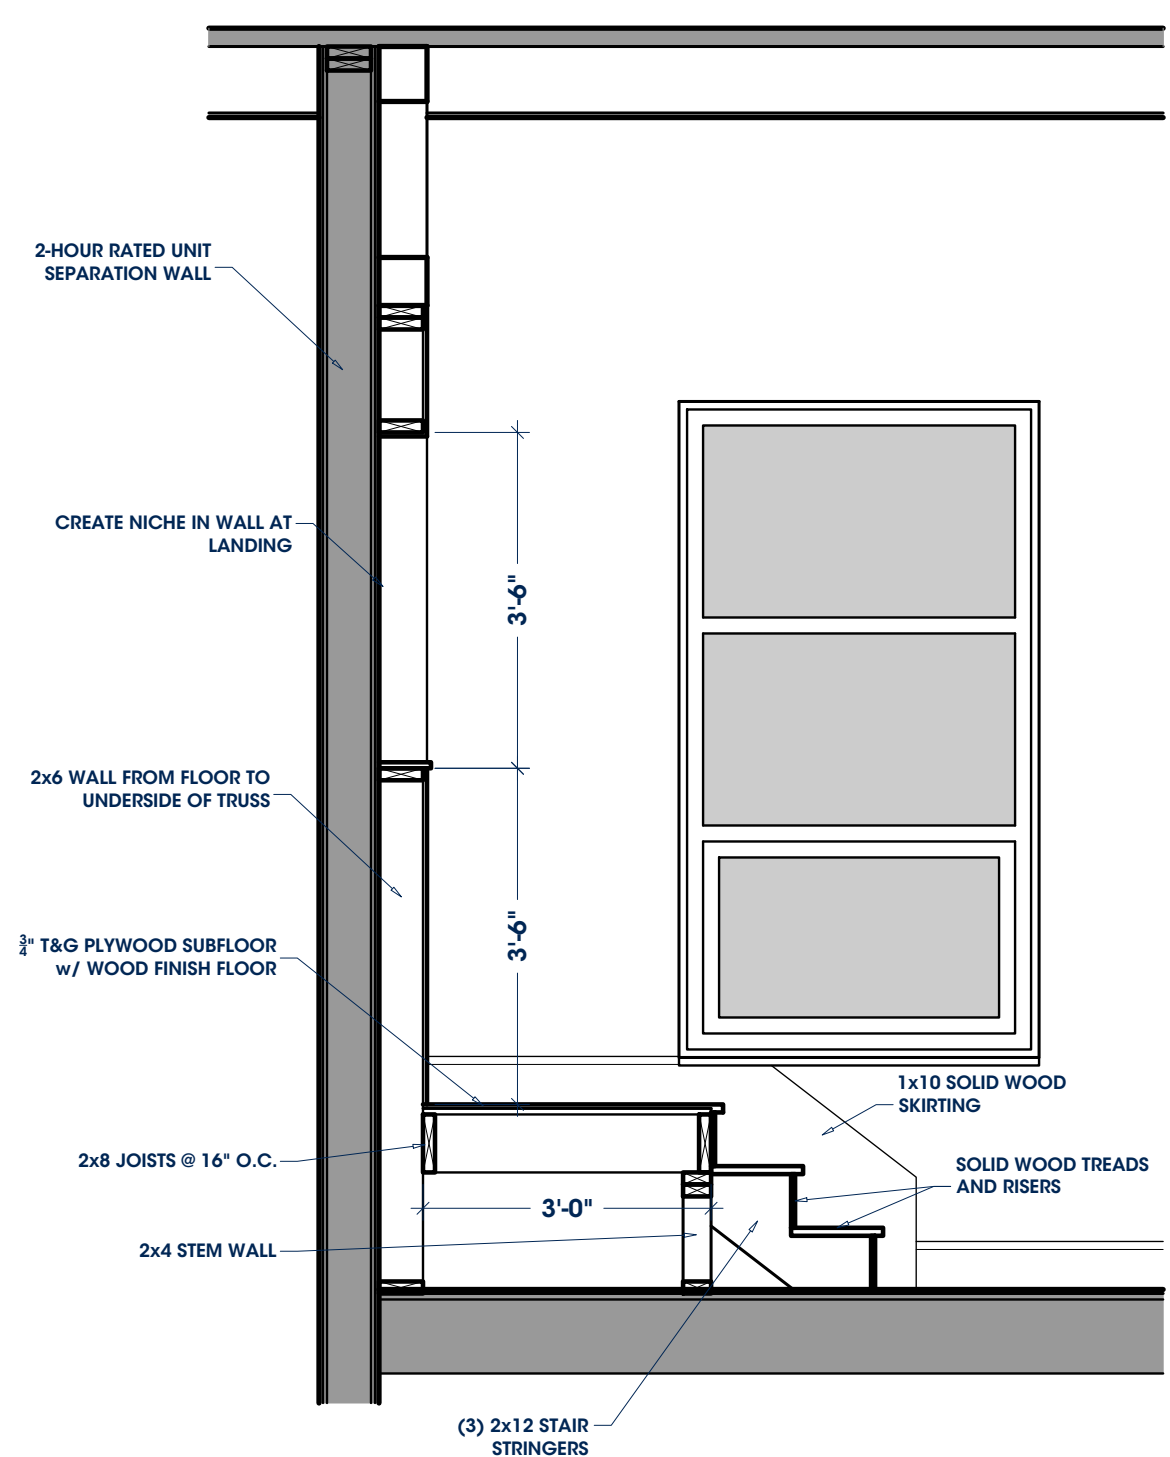 2-HOUR RATED UNIT
SEPARATION WALL
CREATE NICHE IN WALL AT
LANDING
3'-6"
2x6 WALL FROM FLOOR TO
UNDERSIDE OF TRUSS
3'-6"
3/4" T&G PLYWOOD SUBFLOOR
w/ WOOD FINISH FLOOR
1x10 SOLID WOOD
SKIRTING
2x8 JOISTS @ 16" O.C.
SOLID WOOD TREADS
AND RISERS
3'-0"
2x4 STEM WALL
(3) 2x12 STAIR
STRINGERS